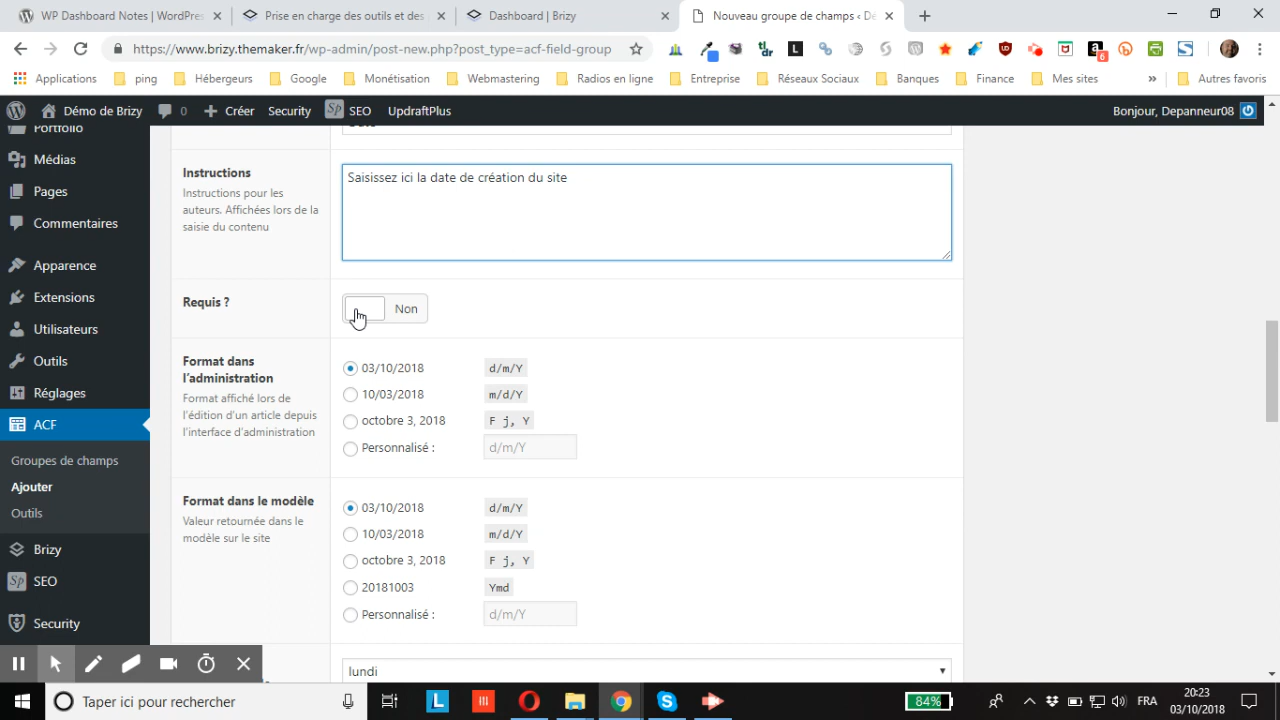 WP Dashboard Notes | WordPres
Prise en charge des outils et des
Dashboard | Brizy
Nouveau groupe de champs ‹ Dé
https://www.brizy.themaker.fr/wp-admin/post-new.php?post_type=acf-field-group
Applications
ping
Hébergeurs
Google
Monétisation
Webmastering
Radios en ligne
Entreprise
Réseaux Sociaux
Banques
Finance
Mes sites
»
Autres favoris
Démo de Brizy
0
Créer
Security
SEO
UpdraftPlus
Bonjour, Depanneur08
Portfolio
Médias
Pages
Commentaires
Apparence
Extensions
Utilisateurs
Outils
Réglages
ACF
Groupes de champs
Ajouter
Outils
Brizy
SEO
Security
Instructions
Instructions pour les
auteurs. Affichées lors de la
saisie du contenu
Saisissez ici la date de création du site
Requis ?
Non
Format dans
l'administration
Format affiché lors de
l'édition d'un article depuis
l'interface d'administration
03/10/2018 d/m/Y
10/03/2018 m/d/Y
octobre 3, 2018 F j, Y
Personnalisé : d/m/Y
Format dans le modèle
Valeur retournée dans le
modèle sur le site
03/10/2018 d/m/Y
10/03/2018 m/d/Y
octobre 3, 2018 F j, Y
20181003 Ymd
Personnalisé : d/m/Y
lundi
Taper ici pour rechercher
84%
FRA
20:23
03/10/2018